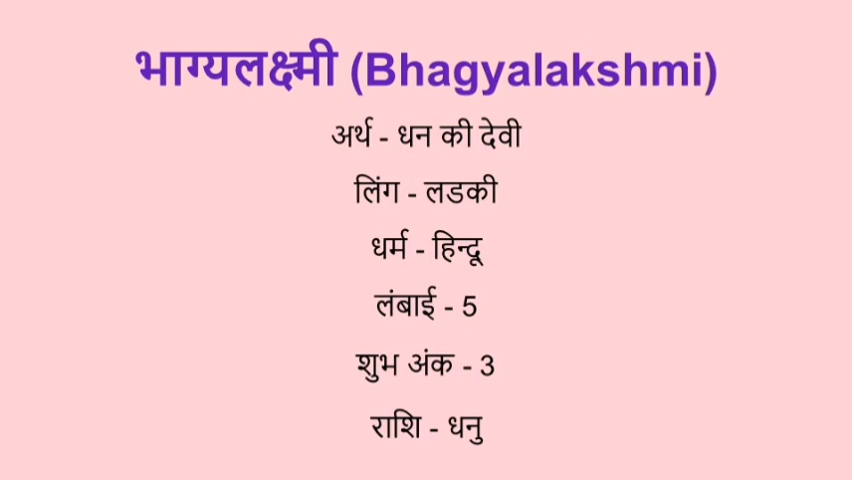 भाग्यलक्ष्मी (Bhagyalakshmi)
अर्थ - धन की देवी
लिंग - लडकी
धर्म - हिन्दू
लंबाई - 5
शुभ अंक - 3
राशि - धनु